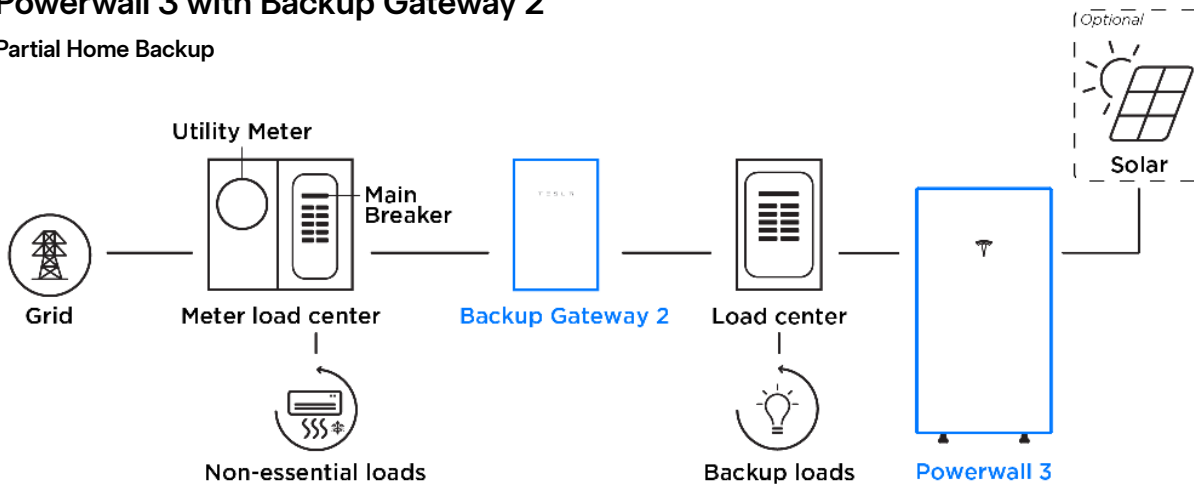 Powerwall 3 with Backup Gateway 2
Partial Home Backup
Optional
Solar
Utility Meter
Main
Breaker
TESLA
Grid
Meter load center
Backup Gateway 2
Load center
Non-essential loads
Backup loads
Powerwall 3